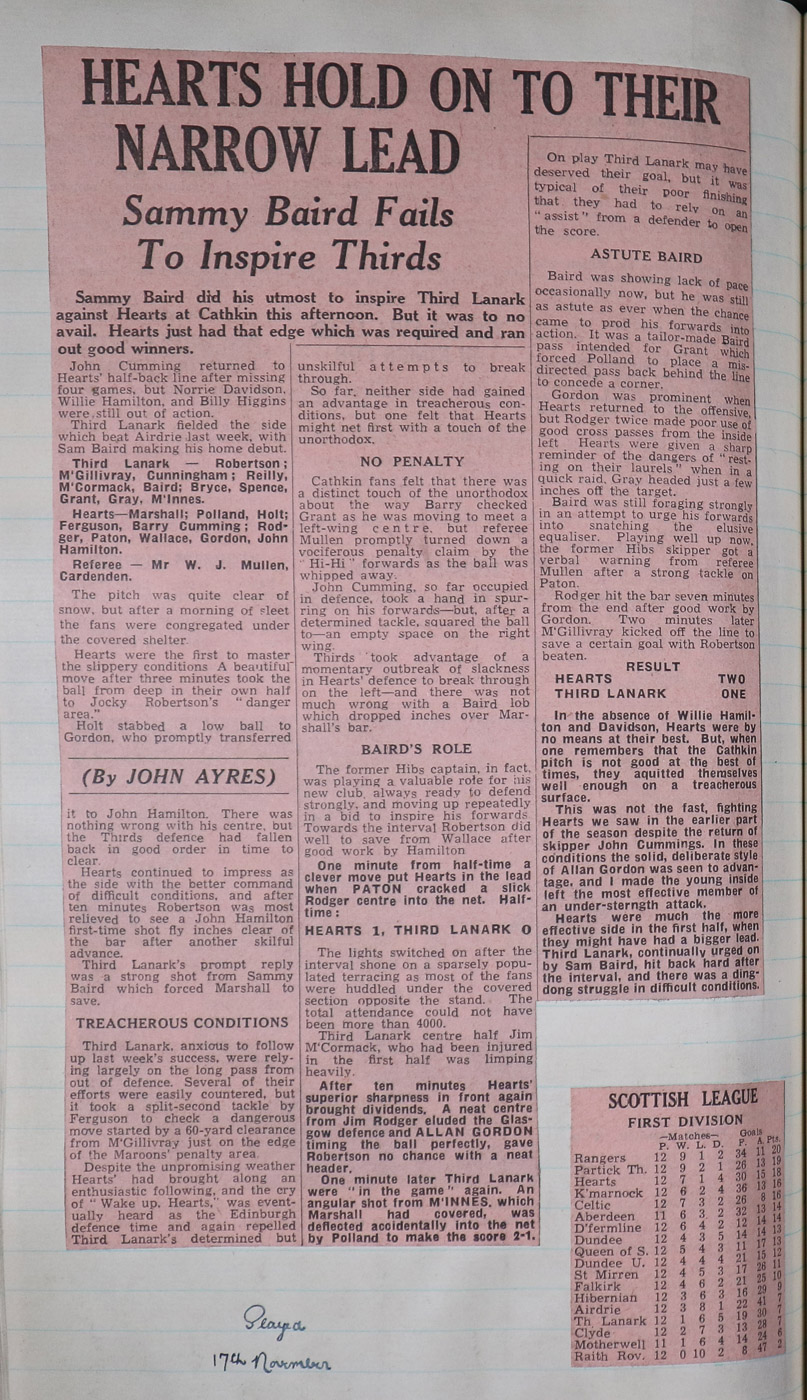 HEARTS HOLD ON TO THEIR
NARROW LEAD
Sammy Baird Fails
To Inspire Thirds
Sammy Baird did his utmost to inspire Third Lanark
against Hearts at Cathkin this afternoon. But it was to no
avail. Hearts just had that edge which was required and ran
out good winners.
John Cumming returned to
Hearts' half-back line after missing
four games, but Norrie Davidson,
Willie Hamilton, and Billy Higgins
were still out of action.
Third Lanark fielded the side
which beat Airdrie last week, with
Sam Baird making his home debut.
Third Lanark — Robertson;
M'Gillivray, Cunningham; Reilly,
M'Cormack, Baird; Bryce, Spence,
Grant, Gray, M'Innes.
Hearts—Marshall; Polland, Holt;
Ferguson, Barry Cumming; Rod-
ger, Paton, Wallace, Gordon, John
Hamilton.
Referee — Mr W. J. Mullen,
Cardenden.
The pitch was quite clear of
snow, but after a morning of sleet
the fans were congregated under
the covered shelter.
Hearts were the first to master
the slippery conditions A beautiful
move after three minutes took the
ball from deep in their own half
to Jocky Robertson's "danger
area."
Holt stabbed a low ball to
Gordon, who promptly transferred
(By JOHN AYRES)
it to John Hamilton. There was
nothing wrong with his centre, but
the Thirds defence had fallen
back in good order in time to
clear.
Hearts continued to impress as
the side with the better command
of difficult conditions, and after
ten minutes Robertson was most
relieved to see a John Hamilton
first-time shot fly inches clear of
the bar after another skilful
advance.
Third Lanark's prompt reply
was a strong shot from Sammy
Baird which forced Marshall to
save.
TREACHEROUS CONDITIONS
Third Lanark, anxious to follow
up last week's success, were rely-
ing largely on the long pass from
out of defence. Several of their
efforts were easily countered, but
it took a split-second tackle by
Ferguson to check a dangerous
move started by a 60-yard clearance
from M'Gillivray just on the edge
of the Maroons' penalty area.
Despite the unpromising weather
Hearts' had brought along an
enthusiastic following, and the cry
of "Wake up, Hearts," was event-
ually heard as the Edinburgh
defence time and again repelled
Third Lanark's determined but
unskilful attempts to break
through.
So far, neither side had gained
an advantage in treacherous con-
ditions, but one felt that Hearts
might net first with a touch of the
unorthodox.
NO PENALTY
Cathkin fans felt that there was
a distinct touch of the unorthodox
about the way Barry checked
Grant as he was moving to meet a
left-wing centre, but referee
Mullen promptly turned down a
vociferous penalty claim by the
"Hi-Hi" forwards as the ball was
whipped away.
John Cumming, so far occupied
in defence, took a hand in spur-
ring on his forwards—but, after a
determined tackle, squared the ball
to—an empty space on the right
wing.
Thirds took advantage of a
momentary outbreak of slackness
in Hearts' defence to break through
on the left—and there was not
much wrong with a Baird lob
which dropped inches over Mar-
shall's bar.
BAIRD'S ROLE
The former Hibs captain, in fact,
was playing a valuable role for his
new club, always ready to defend
strongly, and moving up repeatedly
in a bid to inspire his forwards.
Towards the interval Robertson did
well to save from Wallace after
good work by Hamilton
One minute from half-time a
clever move put Hearts in the lead
when PATON cracked a slick
Rodger centre into the net. Half-
time:
HEARTS 1, THIRD LANARK 0
The lights switched on after the
interval shone on a sparsely popu-
lated terracing as most of the fans
were huddled under the covered
section opposite the stand. The
total attendance could not have
been more than 4000.
Third Lanark centre half Jim
M'Cormack, who had been injured
in the first half was limping
heavily.
After ten minutes Hearts'
superior sharpness in front again
brought dividends. A neat centre
from Jim Rodger eluded the Glas-
gow defence and ALLAN GORDON
timing the ball perfectly, gave
Robertson no chance with a neat
header.
One minute later Third Lanark
were "in the game" again. An
angular shot from M'INNES, which
Marshall had covered, was
deflected accidentally into the net
by Polland to make the score 2-1.
On play Third Lanark may have
deserved their goal, but it was
typical of their poor finishing
that they had to rely on an
"assist" from a defender to open
the score.
ASTUTE BAIRD
Baird was showing lack of pace
occasionally now, but he was still
as astute as ever when the chance
came to prod his forwards into
action. It was a tailor-made Baird
pass intended for Grant which
forced Polland to place a mis-
directed pass back behind the line
to concede a corner.
Gordon was prominent when
Hearts returned to the offensive,
but Rodger twice made poor use of
good cross passes from the inside
left Hearts were given a sharp
reminder of the dangers of "rest-
ing on their laurels" when in a
quick raid, Gray headed just a few
inches off the target.
Baird was still foraging strongly
in an attempt to urge his forwards
into snatching the elusive
equaliser. Playing well up now,
the former Hibs skipper got a
verbal warning from referee
Mullen after a strong tackle on
Paton.
Rodger hit the bar seven minutes
from the end after good work by
Gordon. Two minutes later
M'Gillivray kicked off the line to
save a certain goal with Robertson
beaten.
RESULT
HEARTS TWO
THIRD LANARK ONE
In the absence of Willie Hamil-
ton and Davidson, Hearts were by
no means at their best. But, when
one remembers that the Cathkin
pitch is not good at the best of
times, they aquitted themselves
well enough on a treacherous
surface.
This was not the fast, fighting
Hearts we saw in the earlier part
of the season despite the return of
skipper John Cummings. In these
conditions the solid, deliberate style
of Allan Gordon was seen to advan-
tage, and I made the young inside
left the most effective member of
an under-sterngth attack.
Hearts were much the more
effective side in the first half, when
they might have had a bigger lead.
Third Lanark, continually urged on
by Sam Baird, hit back hard after
the interval, and there was a ding-
dong struggle in difficult conditions.
SCOTTISH LEAGUE
FIRST DIVISION
—Matches— Goals
P. W. L. D. F. A. Pts.
Rangers 12 9 1 2 34 11 20
Partick Th. 12 9 2 1 26 13 19
Hearts 12 7 1 4 30 15 18
K'marnock 12 6 2 4 36 13 16
Celtic 12 7 3 2 26 8 16
Aberdeen 11 6 3 2 32 13 14
D'fermline 12 6 4 2 12 14 14
Dundee 12 4 3 5 14 14 13
Queen of S. 12 5 4 3 11 17 13
Dundee U. 12 4 4 4 21 15 12
St Mirren 12 4 5 3 17 26 11
Falkirk 12 4 6 2 21 25 10
Hibernian 12 3 6 3 16 29 9
Airdrie 12 3 8 1 22 41 7
Th Lanark 12 1 6 5 19 30 7
Clyde 12 2 7 3 13 28 7
Motherwell 11 1 6 4 14 24 6
Raith Rov. 12 0 10 2 8 47 2
Played
17th November